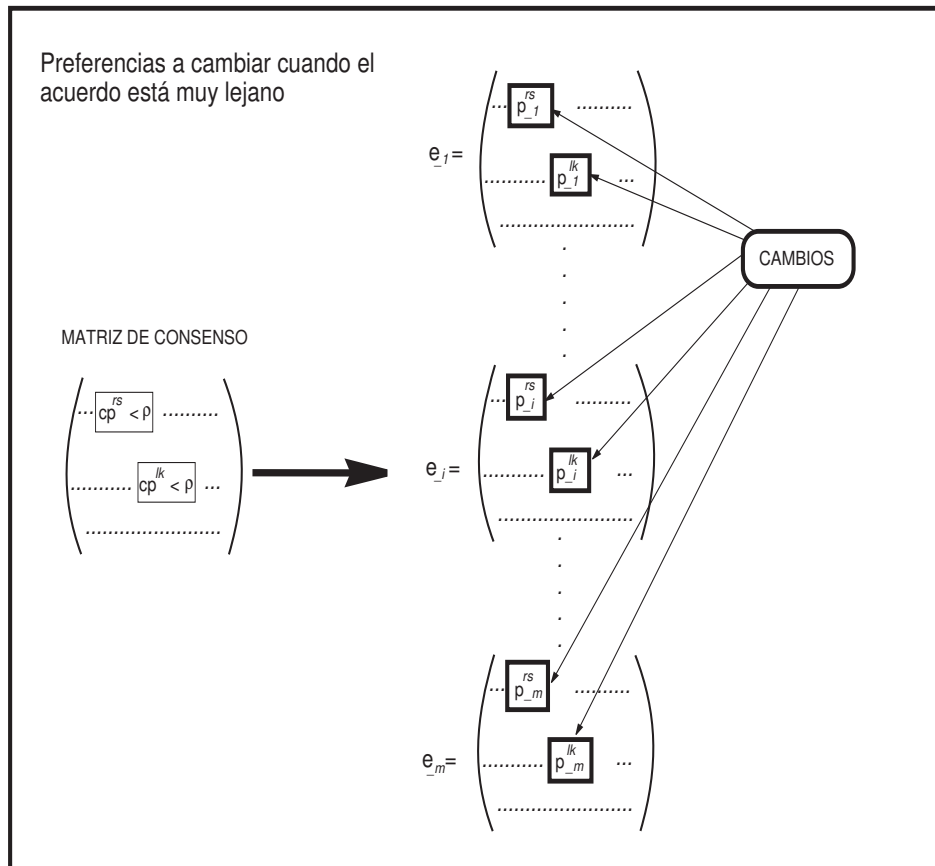 Preferencias a cambiar cuando el
acuerdo está muy lejano
... p_1^rs ..........
e_1 =
........... p_1^lk ...
.......................
CAMBIOS
MATRIZ DE CONSENSO
... cp^rs < ρ ..........
........... cp^lk < ρ ...
.......................
... p_i^rs ..........
e_i =
........... p_i^lk ...
.......................
... p_m^rs ..........
e_m =
........... p_m^lk ...
.......................